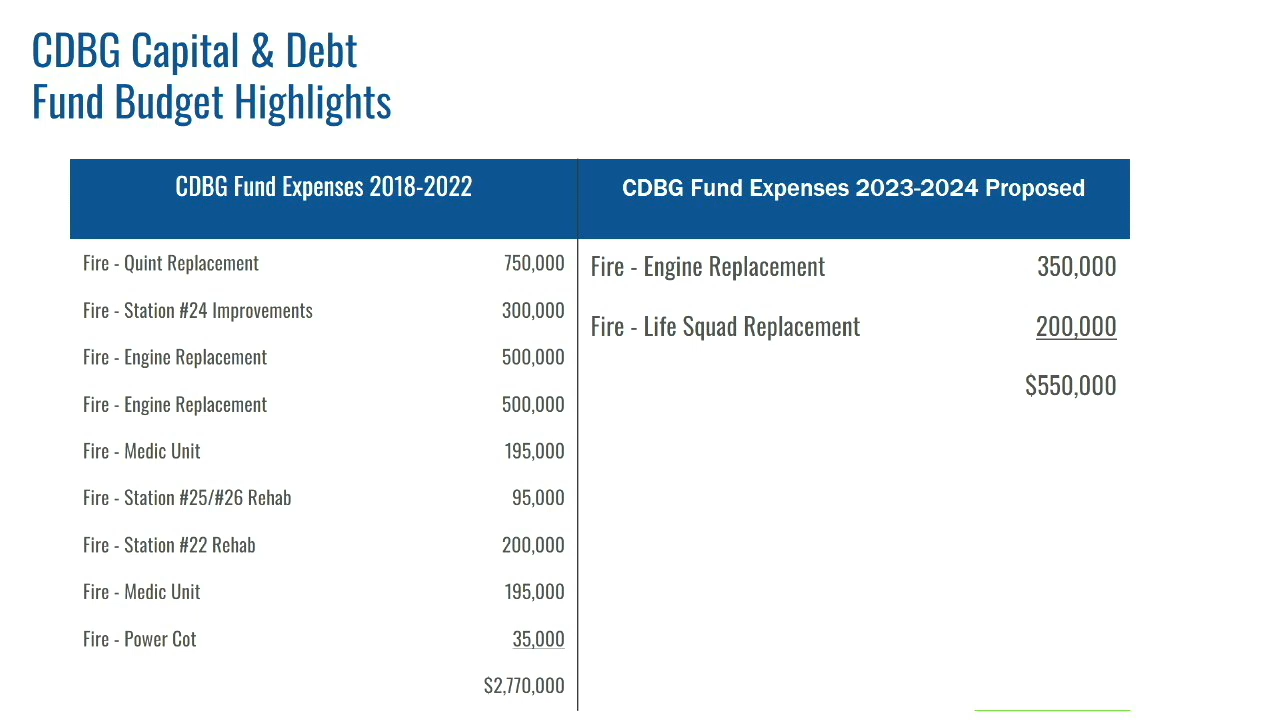 CDBG Capital & Debt
Fund Budget Highlights
CDBG Fund Expenses 2018-2022
Fire - Quint Replacement 750,000
Fire - Station #24 Improvements 300,000
Fire - Engine Replacement 500,000
Fire - Engine Replacement 500,000
Fire - Medic Unit 195,000
Fire - Station #25/#26 Rehab 95,000
Fire - Station #22 Rehab 200,000
Fire - Medic Unit 195,000
Fire - Power Cot 35,000
$2,770,000
CDBG Fund Expenses 2023-2024 Proposed
Fire - Engine Replacement 350,000
Fire - Life Squad Replacement 200,000
$550,000